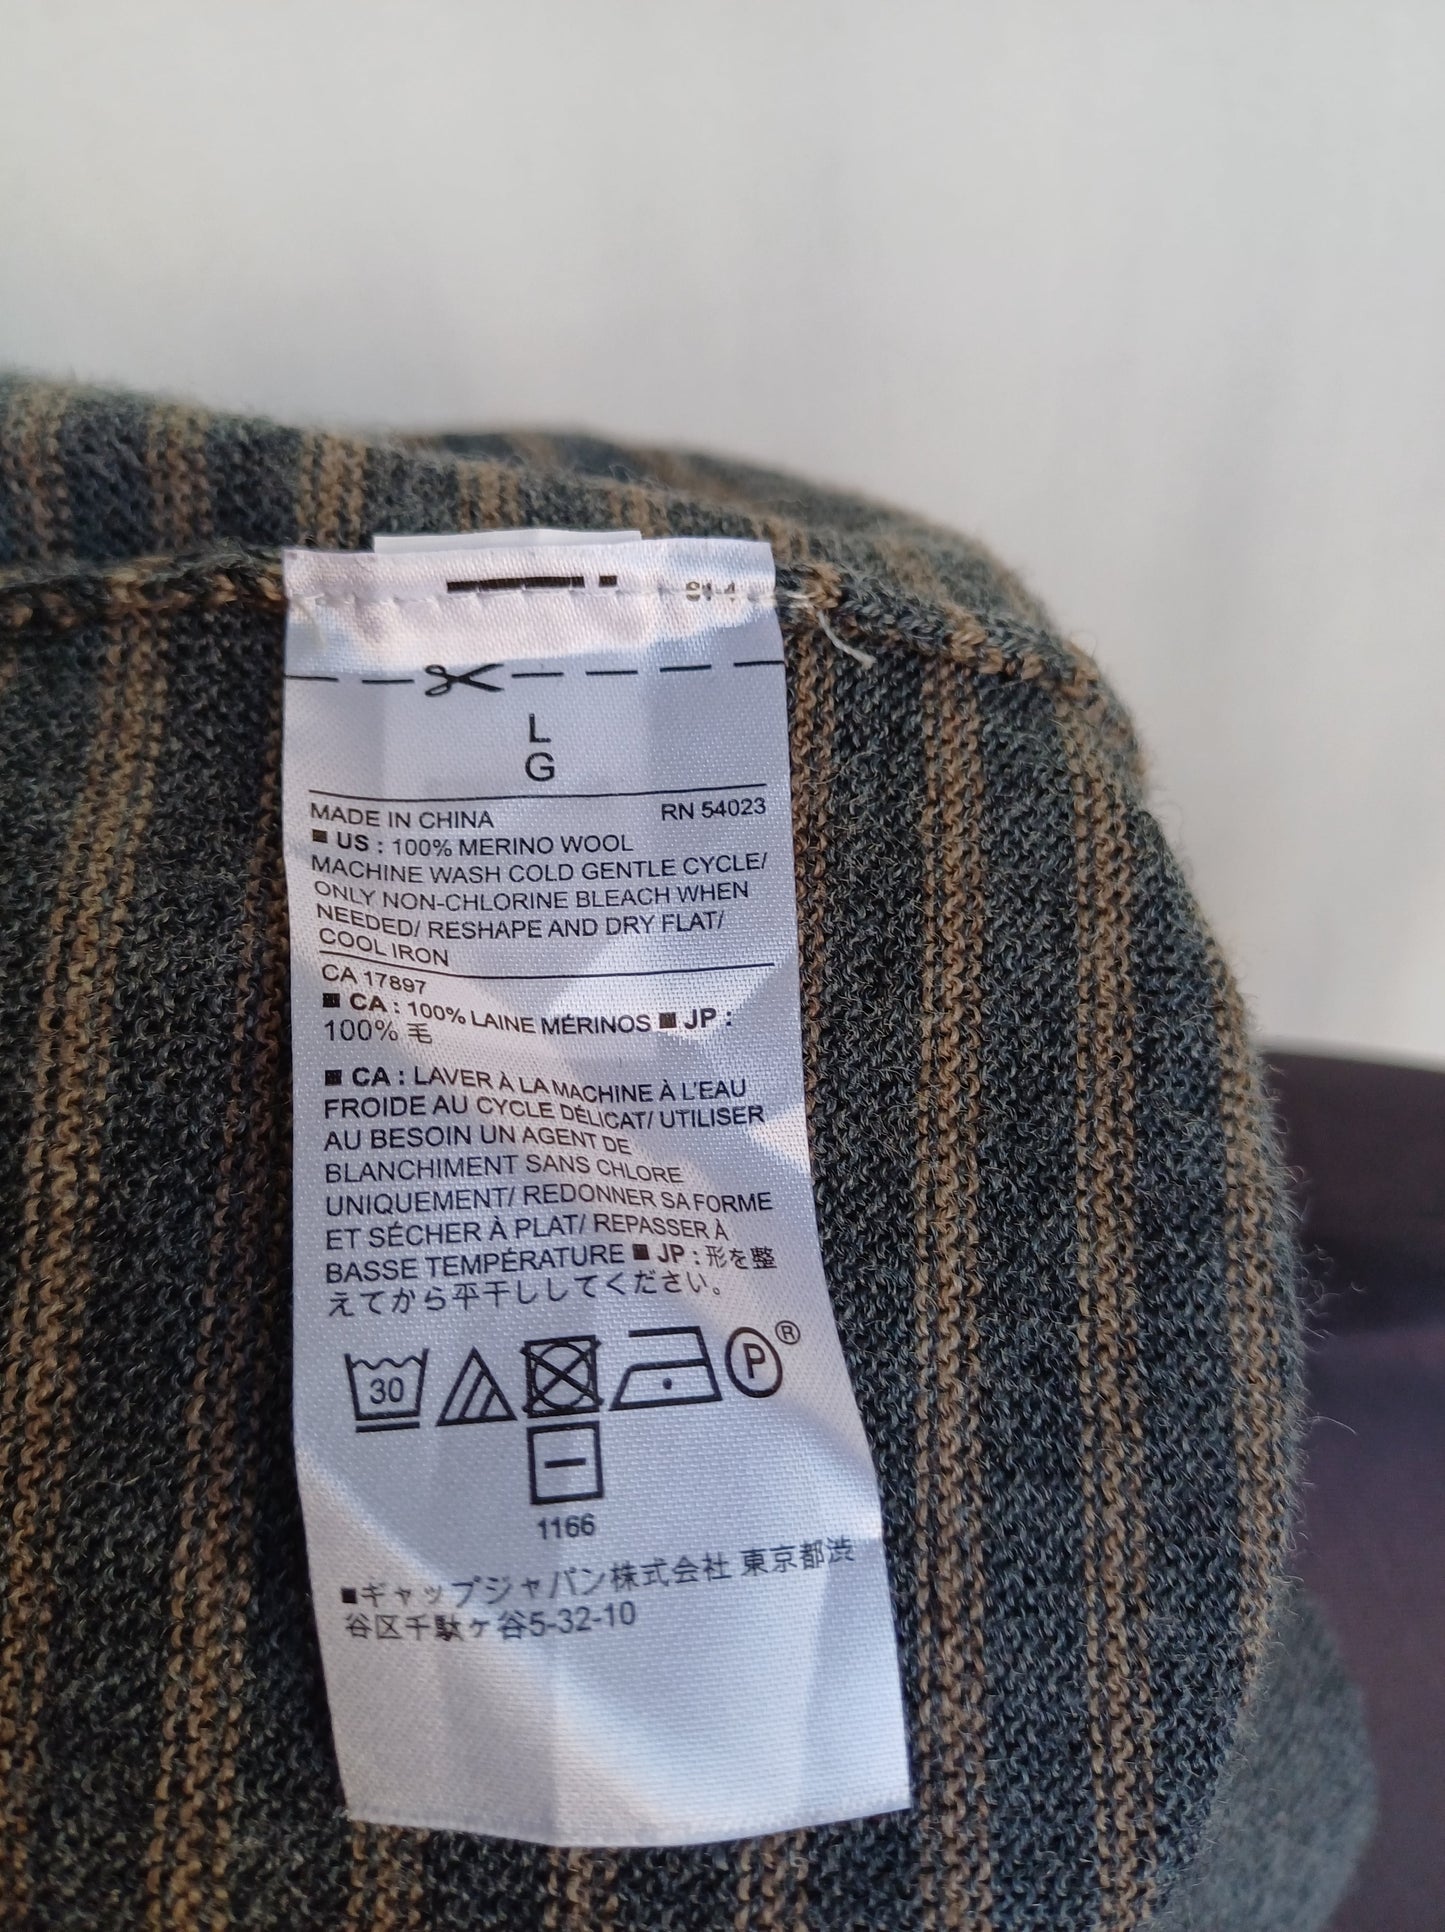 L
G
MADE IN CHINA RN 54023
■ US : 100% MERINO WOOL
MACHINE WASH COLD GENTLE CYCLE/
ONLY NON-CHLORINE BLEACH WHEN
NEEDED/ RESHAPE AND DRY FLAT/
COOL IRON
CA 17897
■ CA : 100% LAINE MÉRINOS ■ JP :
100% 毛
■ CA : LAVER À LA MACHINE À L'EAU
FROIDE AU CYCLE DÉLICAT/ UTILISER
AU BESOIN UN AGENT DE
BLANCHIMENT SANS CHLORE
UNIQUEMENT/ REDONNER SA FORME
ET SÉCHER À PLAT/ REPASSER À
BASSE TEMPÉRATURE ■ JP : 形を整
えてから平干ししてください。
30 P ®
1166
■ギャップジャパン株式会社 東京都渋
谷区千駄ヶ谷5-32-10